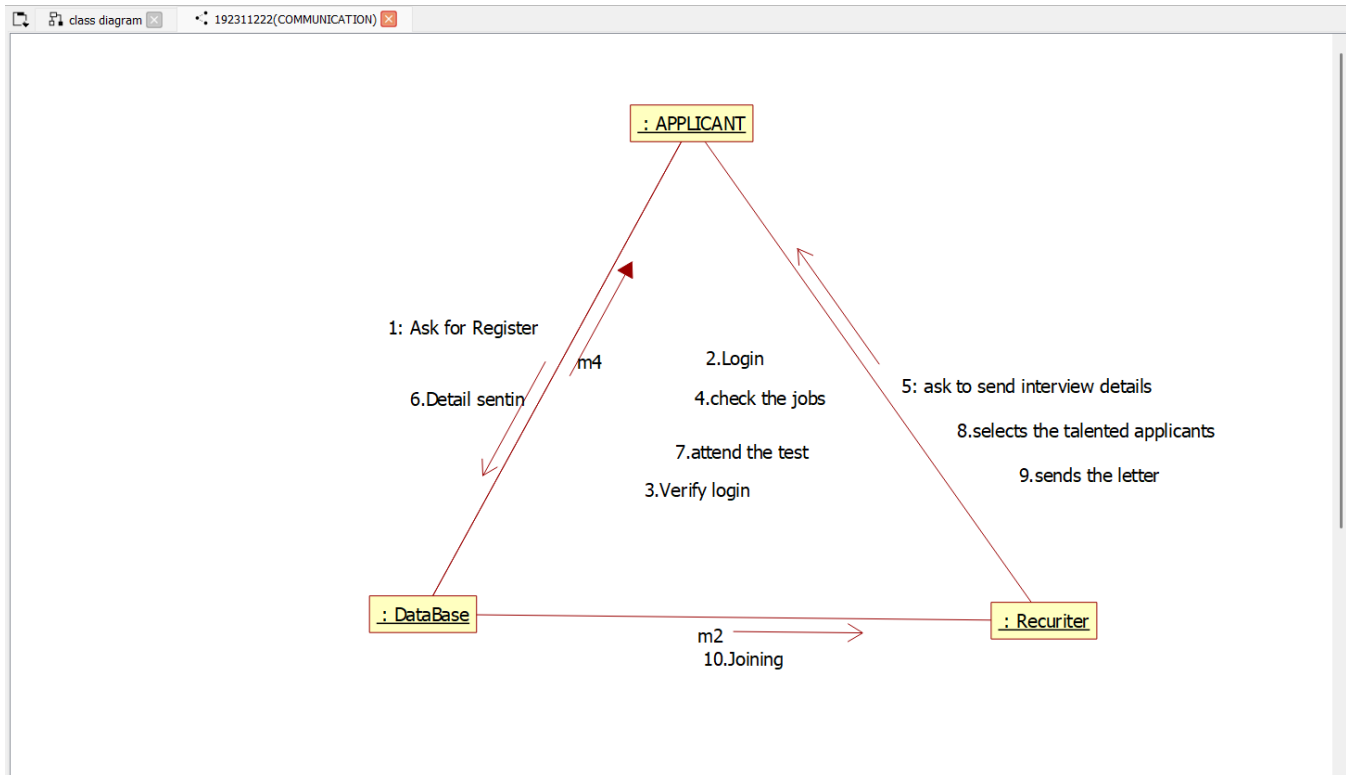 class diagram
192311222(COMMUNICATION)
: APPLICANT
1: Ask for Register
m4
6.Detail sentin
2.Login
4.check the jobs
7.attend the test
3.Verify login
5: ask to send interview details
8.selects the talented applicants
9.sends the letter
: DataBase
: Recuriter
m2
10.Joining